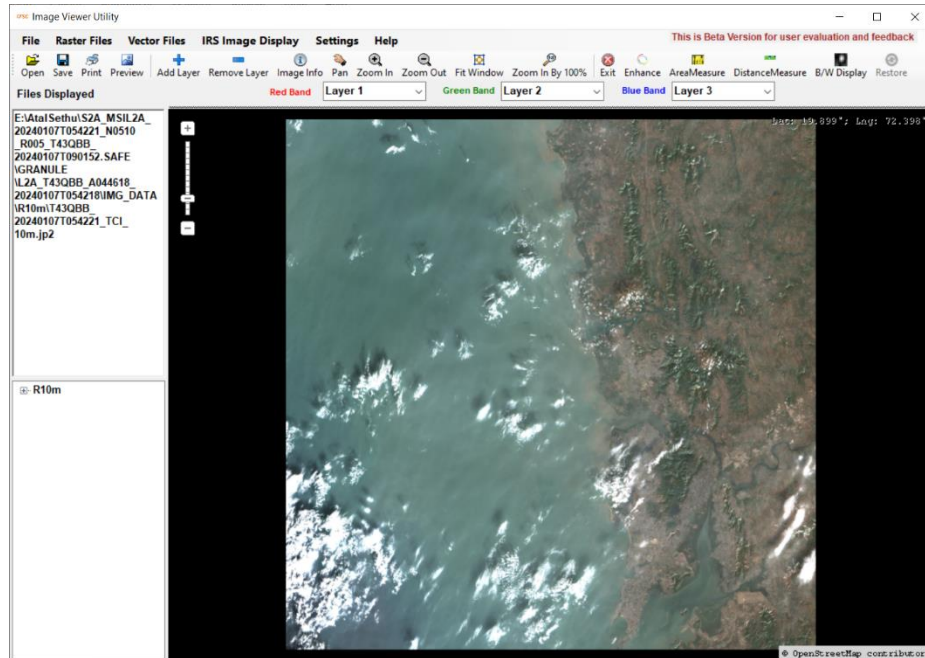 Image Viewer Utility
File Raster Files Vector Files IRS Image Display Settings Help This is Beta Version for user evaluation and feedback
Open Save Print Preview Add Layer Remove Layer Image Info Pan Zoom In Zoom Out Fit Window Zoom In By 100% Exit Enhance AreaMeasure DistanceMeasure B/W Display Restore
Files Displayed Red Band Layer 1 Green Band Layer 2 Blue Band Layer 3
E:\AtalSethu\S2A_MSIL2A_
20240107T054221_N0510
_R005_T43QBB_
20240107T090152.SAFE
\GRANULE
\L2A_T43QBB_A044618_
20240107T054218\IMG_DATA
\R10m\T43QBB_
20240107T054221_TCI_
10m.jp2
Lat: 19.899°; Lng: 72.398°
R10m
© OpenStreetMap contributor